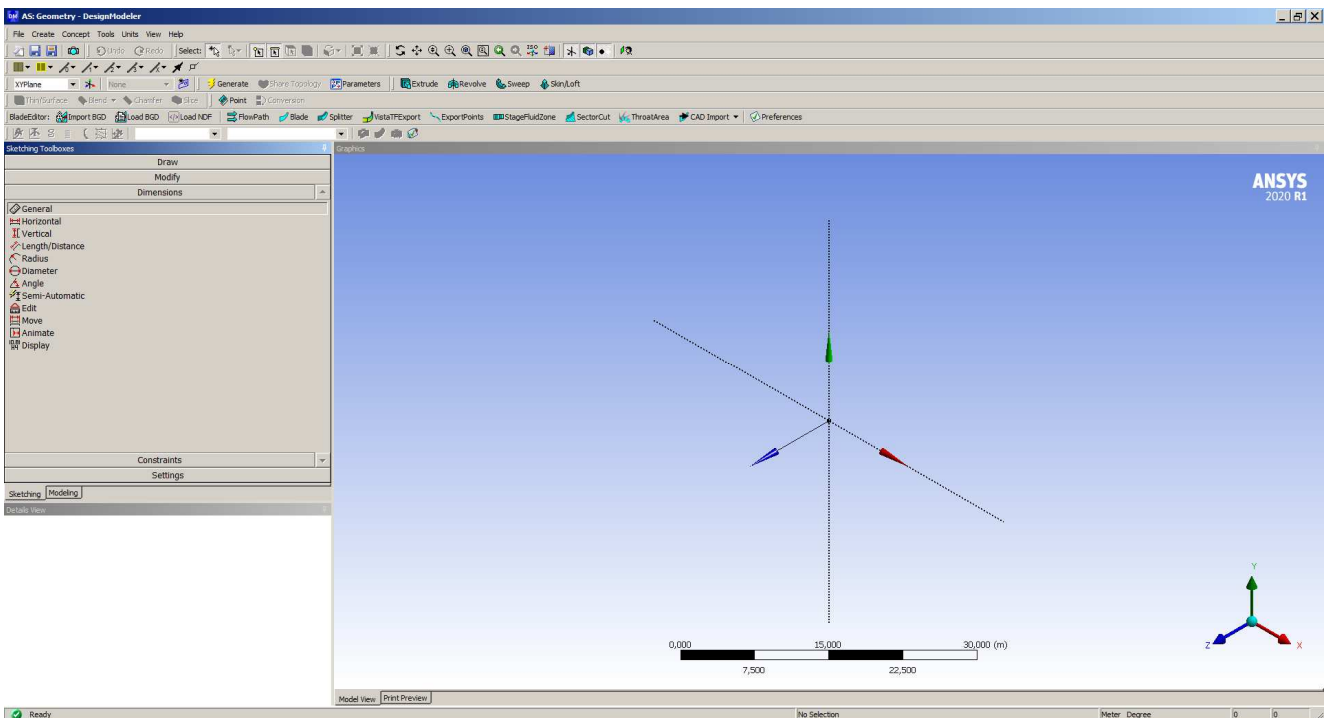 A5: Geometry - DesignModeler
File Create Concept Tools Units View Help
Undo Redo Select: ISO
XYPlane None Generate Share Topology Parameters Extrude Revolve Sweep Skin/Loft
Thin/Surface Blend Chamfer Slice Point Conversion
BladeEditor: Import BGD Load BGD Load NDF FlowPath Blade Splitter VistaTFExport ExportPoints StageFluidZone SectorCut ThroatArea CAD Import Preferences
Sketching Toolboxes Graphics
Draw
Modify
Dimensions
General
Horizontal
Vertical
Length/Distance
Radius
Diameter
Angle
Semi-Automatic
Edit
Move
Animate
Display
Constraints
Settings
Sketching Modeling
Details View
ANSYS
2020 R1
Y
Z X
0,000 15,000 30,000 (m)
7,500 22,500
Model View Print Preview
Ready No Selection Meter Degree 0 0